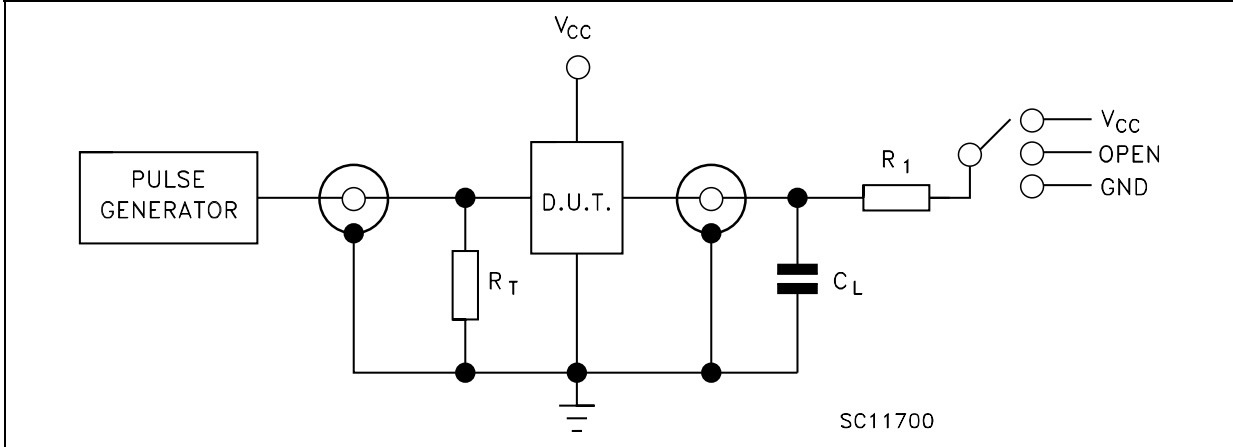 VCC
PULSE
GENERATOR
D.U.T.
RT
CL
R1
VCC
OPEN
GND
SC11700